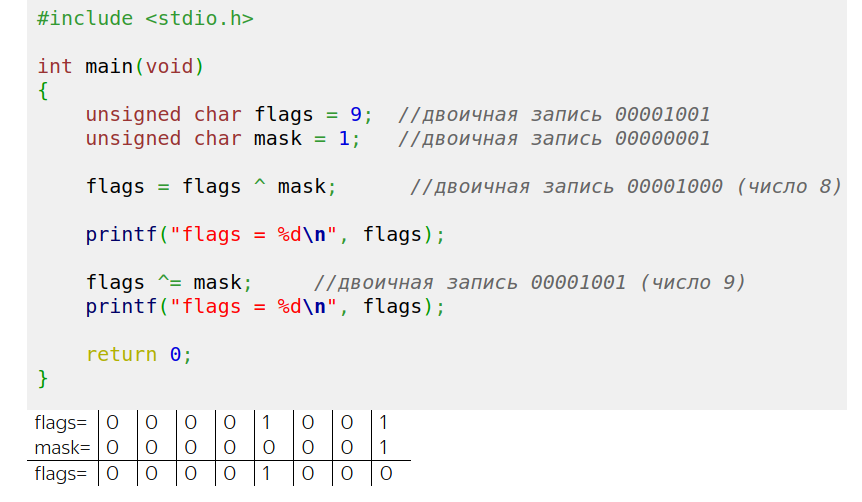 #include <stdio.h>
int main(void)
{
unsigned char flags = 9; //двоичная запись 00001001
unsigned char mask = 1; //двоичная запись 00000001
flags = flags ^ mask; //двоичная запись 00001000 (число 8)
printf("flags = %d\n", flags);
flags ^= mask; //двоичная запись 00001001 (число 9)
printf("flags = %d\n", flags);
return 0;
}
flags= 0 0 0 0 1 0 0 1
mask= 0 0 0 0 0 0 0 1
flags= 0 0 0 0 1 0 0 0